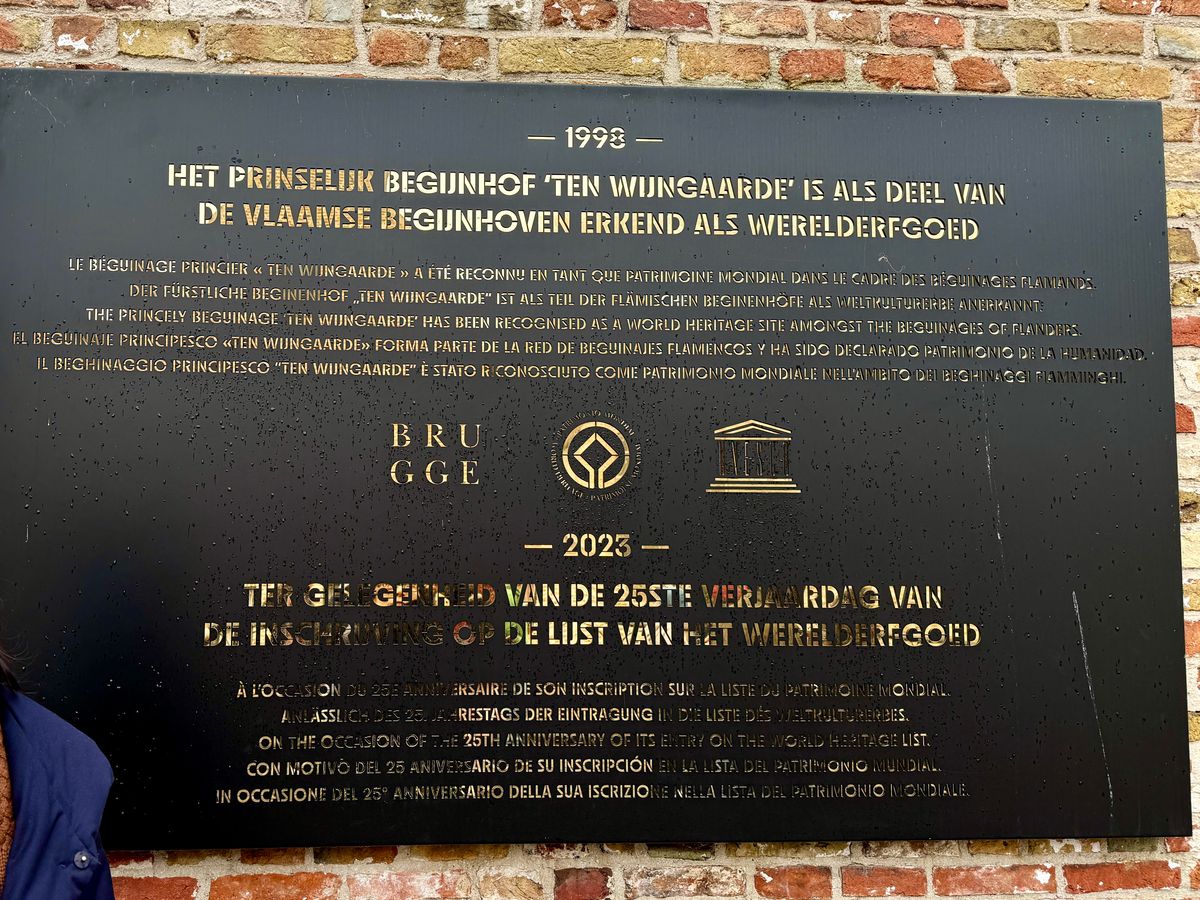 — 1998 —
HET PRINSELIJK BEGIJNHOF 'TEN WIJNGAARDE' IS ALS DEEL VAN
DE VLAAMSE BEGIJNHOVEN ERKEND ALS WERELDERFGOED
LE BÉGUINAGE PRINCIER « TEN WIJNGAARDE » A ÉTÉ RECONNU EN TANT QUE PATRIMOINE MONDIAL DANS LE CADRE DES BÉGUINAGES FLAMANDS.
DER FÜRSTLICHE BEGINENHOF „TEN WIJNGAARDE" IST ALS TEIL DER FLÄMISCHEN BEGINENHÖFE ALS WELTKULTURERBE ANERKANNT.
THE PRINCELY BEGUINAGE 'TEN WIJNGAARDE' HAS BEEN RECOGNISED AS A WORLD HERITAGE SITE AMONGST THE BEGUINAGES OF FLANDERS.
EL BEGUINAJE PRINCIPESCO «TEN WIJNGAARDE» FORMA PARTE DE LA RED DE BEGUINAJES FLAMENCOS Y HA SIDO DECLARADO PATRIMONIO DE LA HUMANIDAD.
IL BEGHINAGGIO PRINCIPESCO "TEN WIJNGAARDE" È STATO RICONOSCIUTO COME PATRIMONIO MONDIALE NELL'AMBITO DEI BEGHINAGGI FIAMMINGHI.
BRU
GGE
WORLD HERITAGE • PATRIMOINE MONDIAL • PATRIMONIO MUNDIAL
UNESCO
— 2023 —
TER GELEGENHEID VAN DE 25STE VERJAARDAG VAN
DE INSCHRIJVING OP DE LIJST VAN HET WERELDERFGOED
À L'OCCASION DU 25E ANNIVERSAIRE DE SON INSCRIPTION SUR LA LISTE DU PATRIMOINE MONDIAL.
ANLÄSSLICH DES 25. JAHRESTAGS DER EINTRAGUNG IN DIE LISTE DES WELTKULTURERBES.
ON THE OCCASION OF THE 25TH ANNIVERSARY OF ITS ENTRY ON THE WORLD HERITAGE LIST.
CON MOTIVO DEL 25 ANIVERSARIO DE SU INSCRIPCIÓN EN LA LISTA DEL PATRIMONIO MUNDIAL.
IN OCCASIONE DEL 25° ANNIVERSARIO DELLA SUA ISCRIZIONE NELLA LISTA DEL PATRIMONIO MONDIALE.